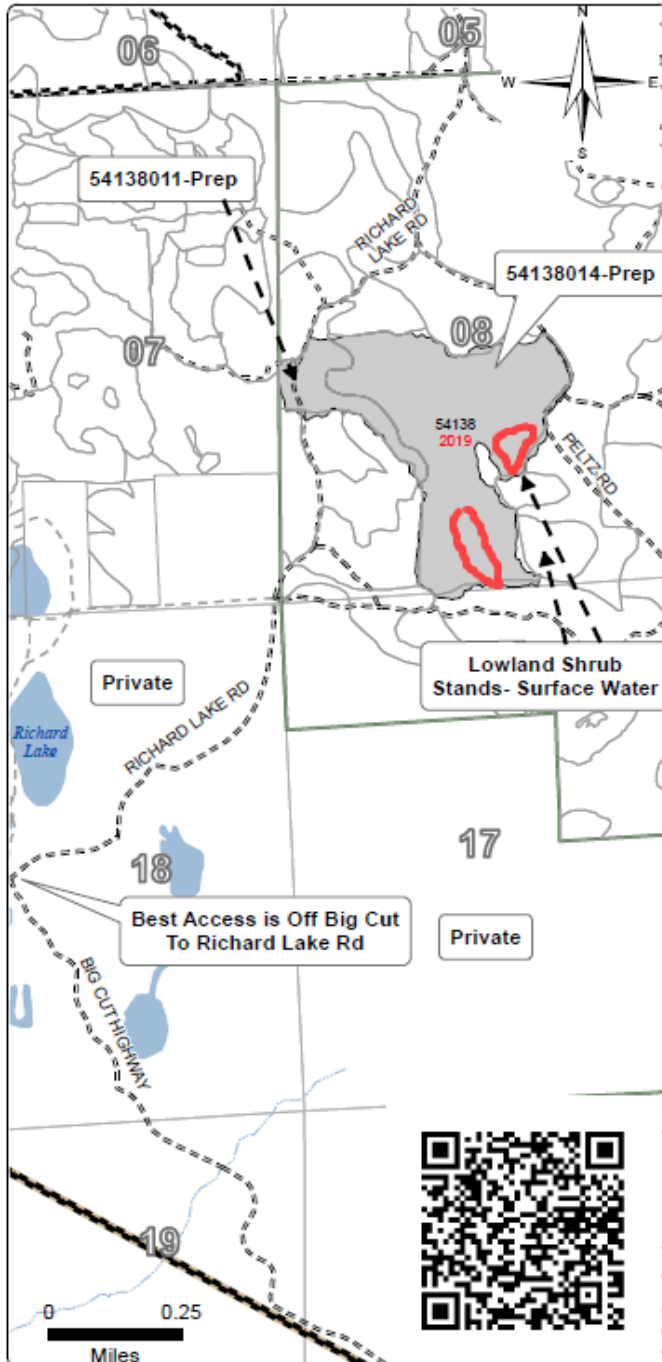 06
05
N
W
E
S
54138011-Prep
RICHARD
LAKE RD
54138014-Prep
08
07
54138
2019
PELTZ RD
Lowland Shrub
Stands- Surface Water
Private
RICHARD LAKE RD
Richard
Lake
17
18
Best Access is Off Big Cut
To Richard Lake Rd
Private
BIG CUT HIGHWAY
19
0 0.25
Miles